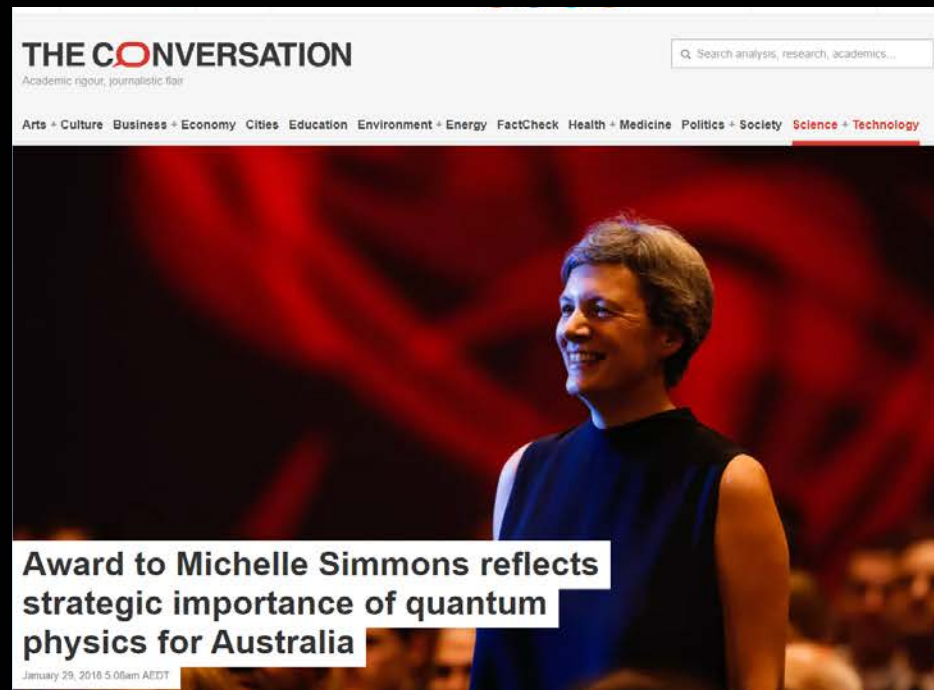 THE CONVERSATION
Search analysis, research, academics...
Academic rigour, journalistic flair
Arts + Culture Business + Economy Cities Education Environment + Energy FactCheck Health + Medicine Politics + Society Science + Technology
Award to Michelle Simmons reflects
strategic importance of quantum
physics for Australia
January 29, 2018 5.08am AEDT